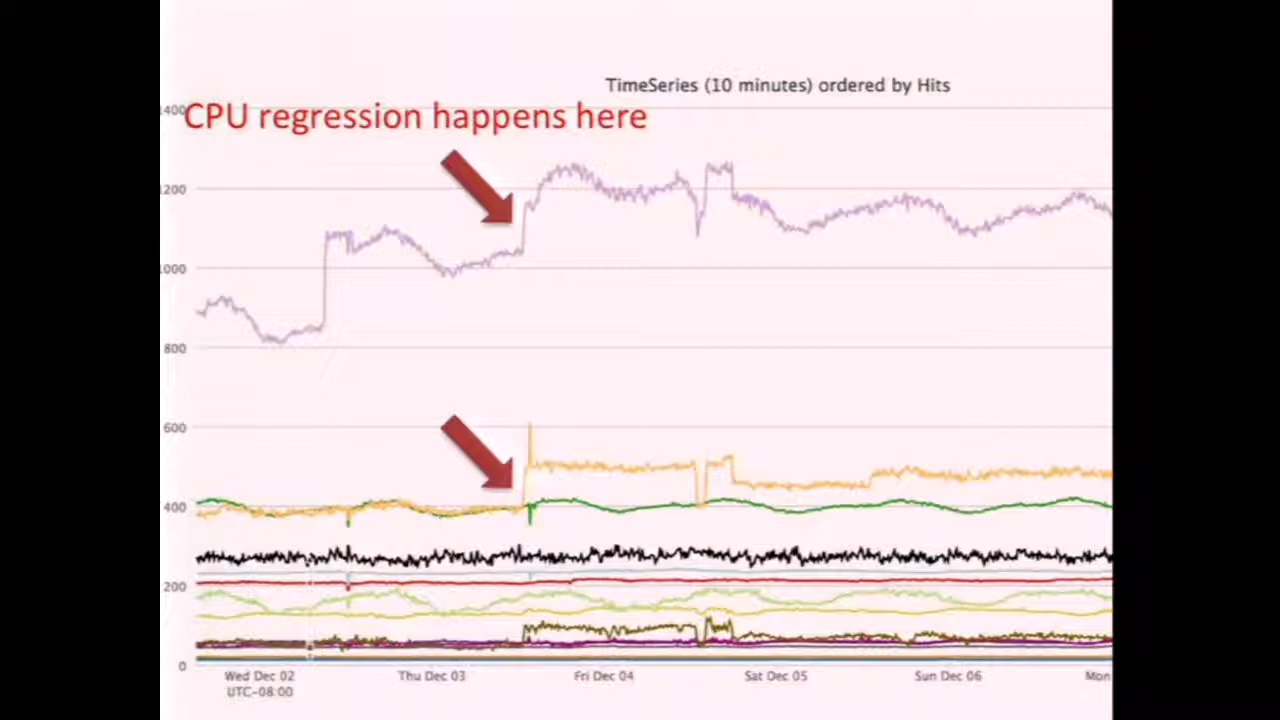 TimeSeries (10 minutes) ordered by Hits
1400
CPU regression happens here
1200
1000
800
600
400
200
0
Wed Dec 02 Thu Dec 03 Fri Dec 04 Sat Dec 05 Sun Dec 06 Mon
UTC-08:00